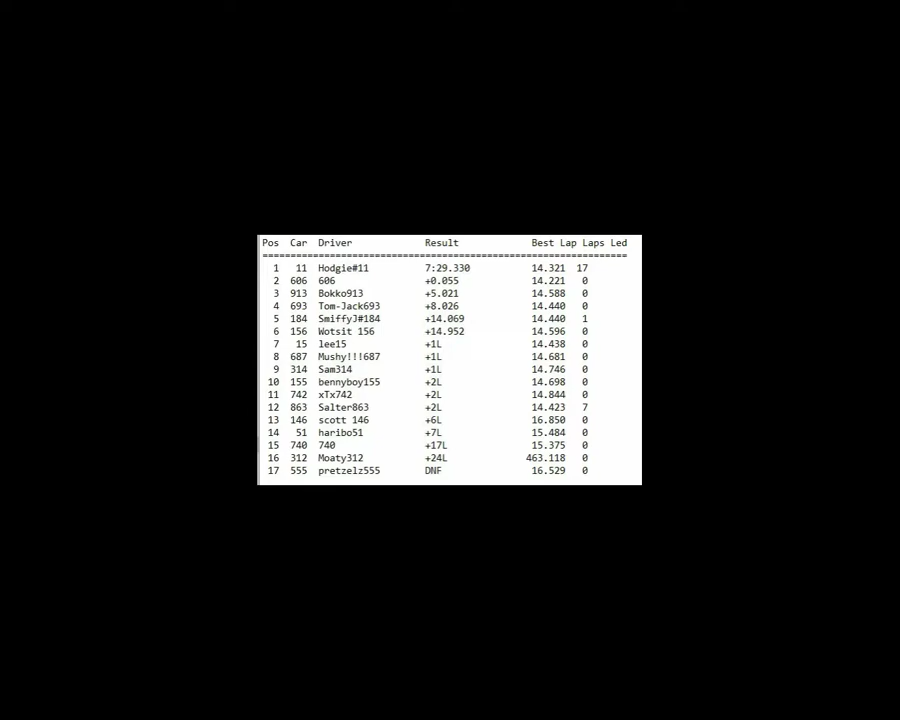 Pos Car Driver Result Best Lap Laps Led
=====================================================================
1 11 Hodgie#11 7:29.330 14.321 17
2 606 606 +0.055 14.221 0
3 913 Bokko913 +5.021 14.588 0
4 693 Tom-Jack693 +8.026 14.440 0
5 184 SmiffyJ#184 +14.069 14.440 1
6 156 Wotsit 156 +14.952 14.596 0
7 15 lee15 +1L 14.438 0
8 687 Mushy!!!687 +1L 14.681 0
9 314 Sam314 +1L 14.746 0
10 155 bennyboy155 +2L 14.698 0
11 742 xTx742 +2L 14.844 0
12 863 Salter863 +2L 14.423 7
13 146 scott 146 +6L 16.850 0
14 51 haribo51 +7L 15.484 0
15 740 740 +17L 15.375 0
16 312 Moaty312 +24L 463.118 0
17 555 pretzelz555 DNF 16.529 0